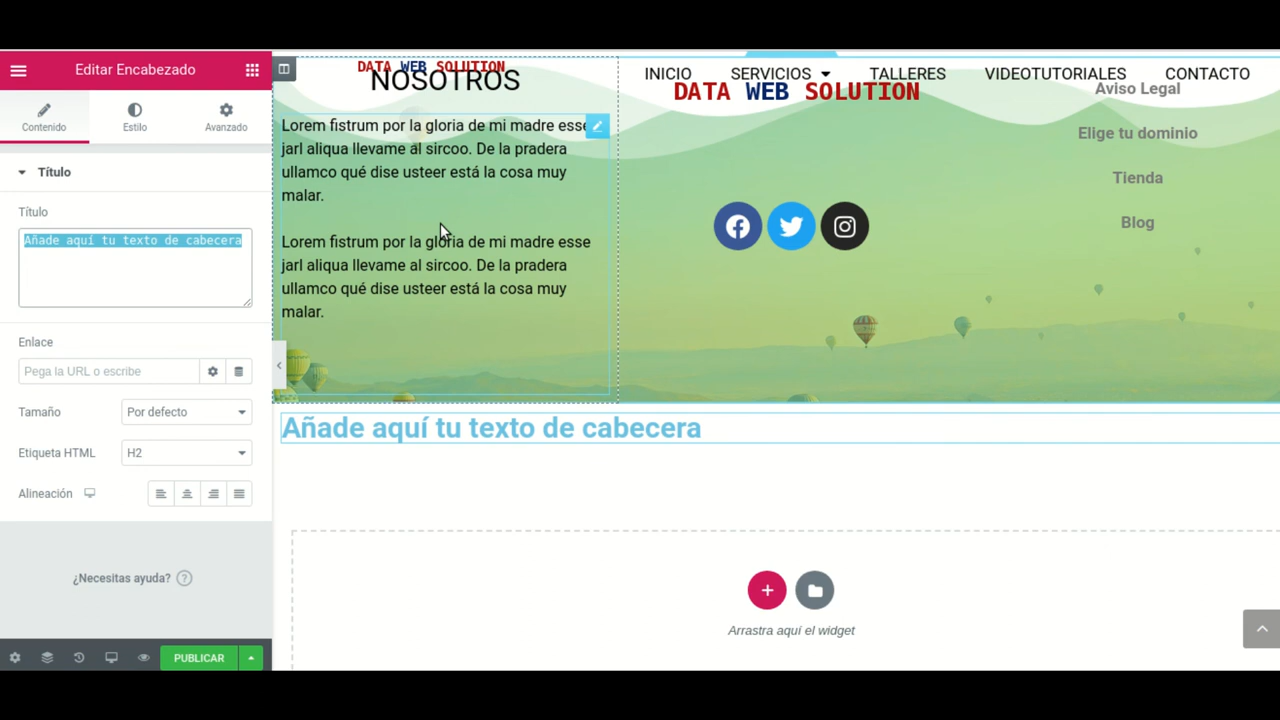 Editar Encabezado
Contenido
Estilo
Avanzado
Título
Título
Añade aquí tu texto de cabecera
Enlace
Pega la URL o escribe
Tamaño
Por defecto
Etiqueta HTML
H2
Alineación
¿Necesitas ayuda? ?
PUBLICAR
DATA WEB SOLUTION
NOSOTROS
Lorem fistrum por la gloria de mi madre esse
jarl aliqua llevame al sircoo. De la pradera
ullamco qué dise usteer está la cosa muy
malar.
Lorem fistrum por la gloria de mi madre esse
jarl aliqua llevame al sircoo. De la pradera
ullamco qué dise usteer está la cosa muy
malar.
INICIO SERVICIOS TALLERES VIDEOTUTORIALES CONTACTO
DATA WEB SOLUTION
Aviso Legal
Elige tu dominio
Tienda
Blog
Añade aquí tu texto de cabecera
Arrastra aquí el widget